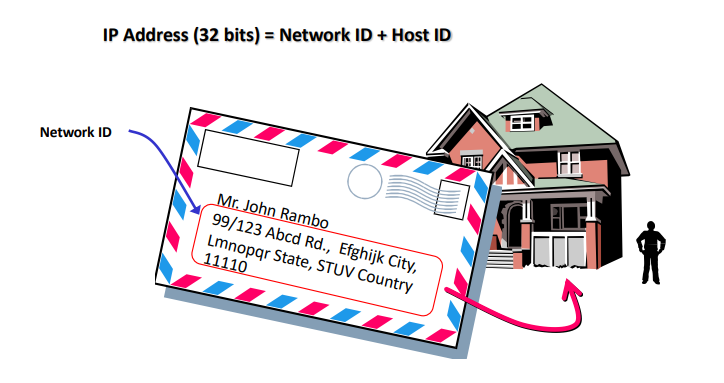 IP Address (32 bits) = Network ID + Host ID
Network ID
Mr. John Rambo
99/123 Abcd Rd., Efghijk City,
Lmnopqr State, STUV Country
11110